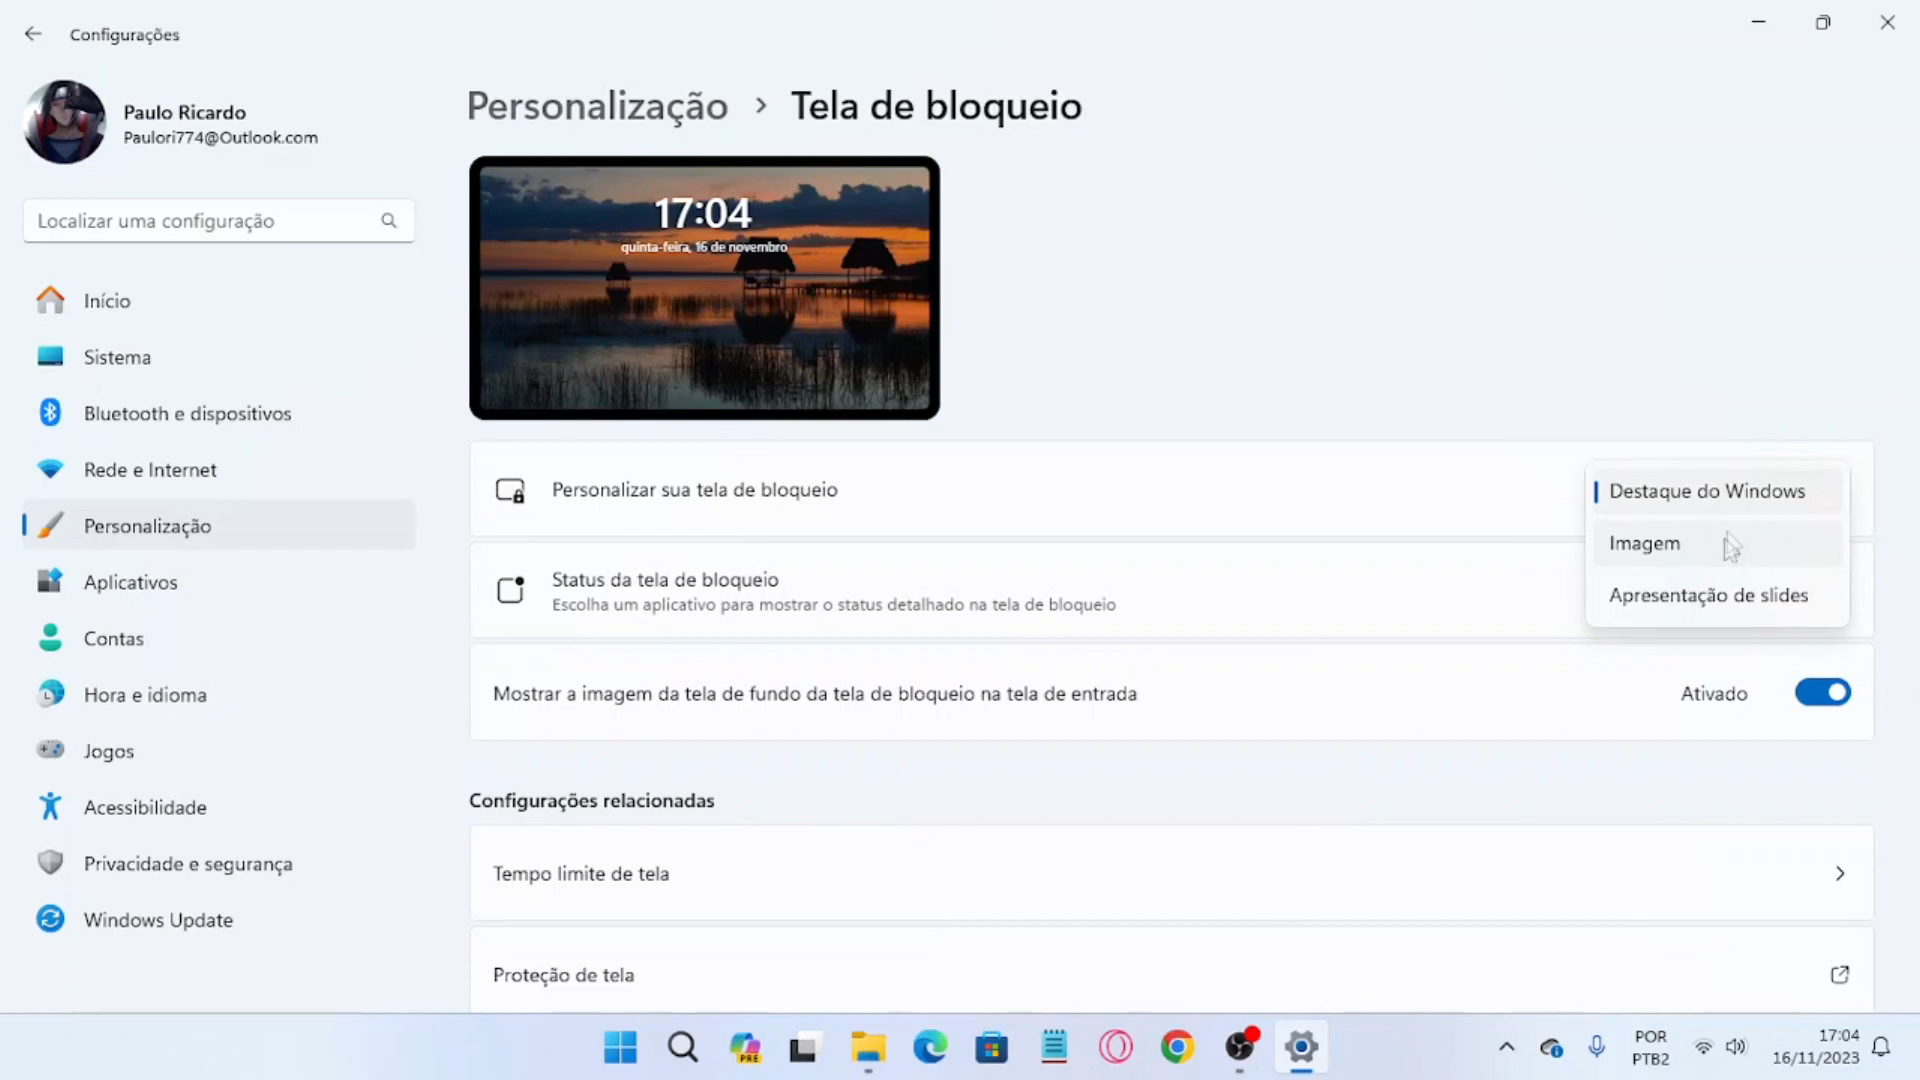 Configurações
Paulo Ricardo
Paulori774@Outlook.com
Localizar uma configuração
Início
Sistema
Bluetooth e dispositivos
Rede e Internet
Personalização
Aplicativos
Contas
Hora e idioma
Jogos
Acessibilidade
Privacidade e segurança
Windows Update
Personalização > Tela de bloqueio
17:04
quinta-feira, 16 de novembro
Personalizar sua tela de bloqueio
Destaque do Windows
Imagem
Apresentação de slides
Status da tela de bloqueio
Escolha um aplicativo para mostrar o status detalhado na tela de bloqueio
Mostrar a imagem da tela de fundo da tela de bloqueio na tela de entrada
Ativado
Configurações relacionadas
Tempo limite de tela
Proteção de tela
PRE
POR
PTB2
17:04
16/11/2023